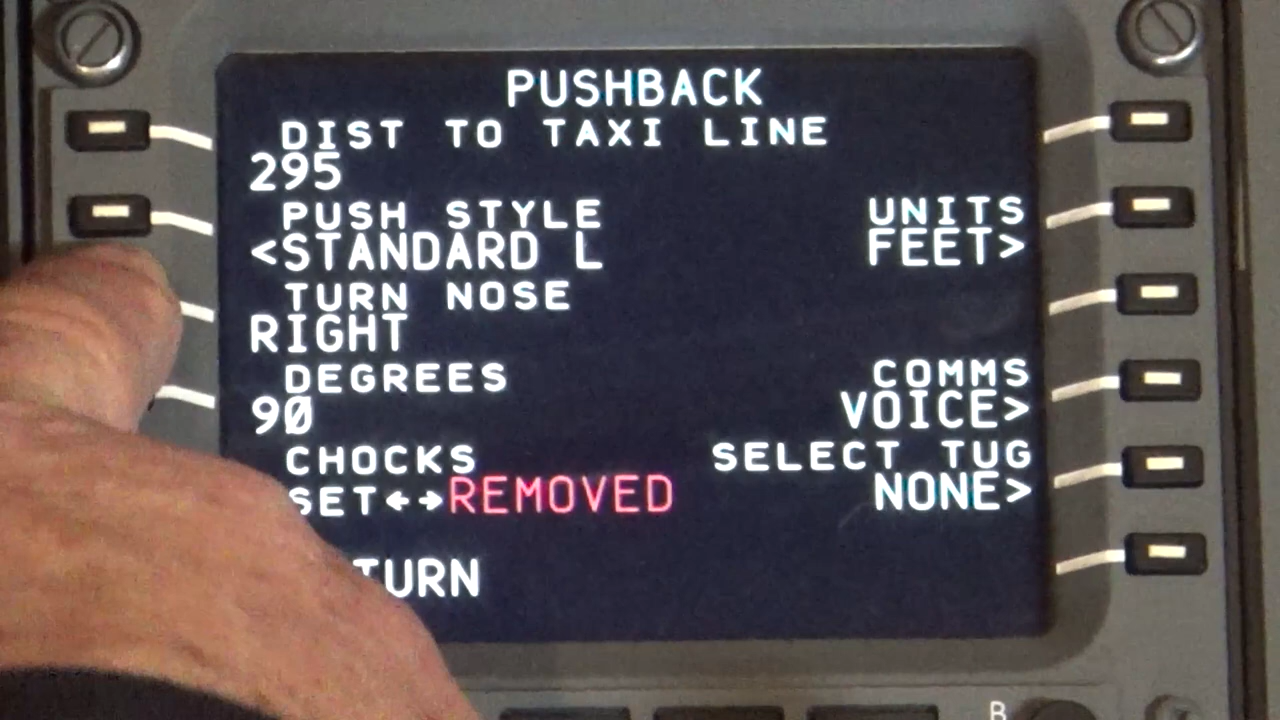 PUSHBACK
DIST TO TAXI LINE
295
PUSH STYLE UNITS
<STANDARD L FEET>
TURN NOSE
RIGHT
DEGREES COMMS
90 VOICE>
CHOCKS SELECT TUG
SET←→REMOVED NONE>
TURN
B